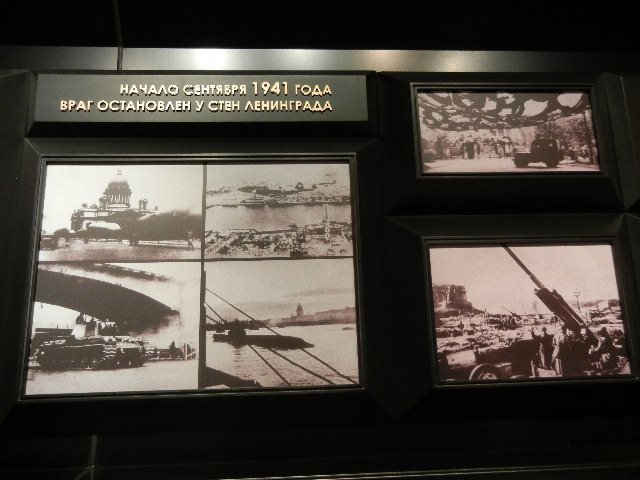 НАЧАЛО СЕНТЯБРЯ 1941 ГОДА
ВРАГ ОСТАНОВЛЕН У СТЕН ЛЕНИНГРАДА